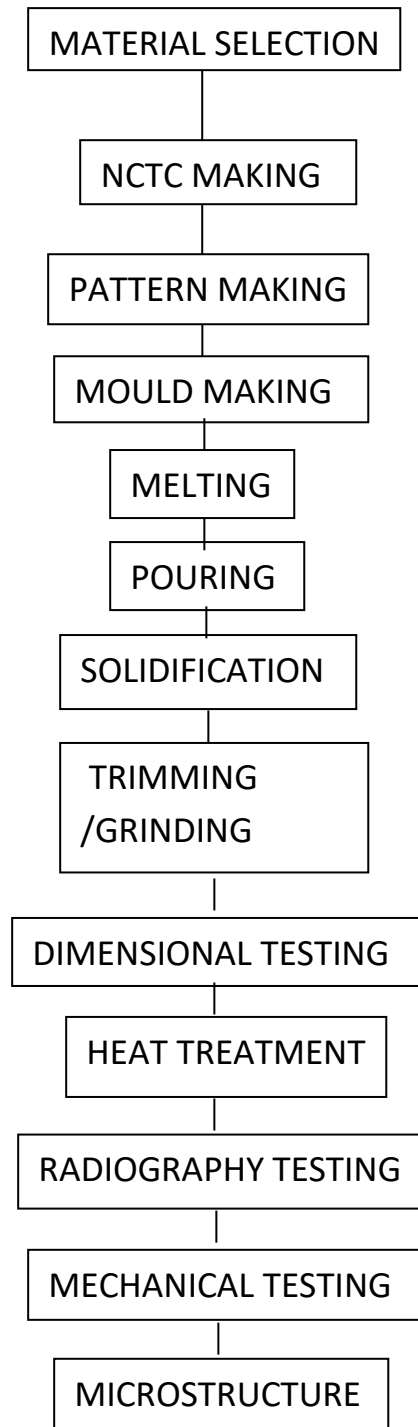 MATERIAL SELECTION
NCTC MAKING
PATTERN MAKING
MOULD MAKING
MELTING
POURING
SOLIDIFICATION
TRIMMING
/GRINDING
DIMENSIONAL TESTING
HEAT TREATMENT
RADIOGRAPHY TESTING
MECHANICAL TESTING
MICROSTRUCTURE